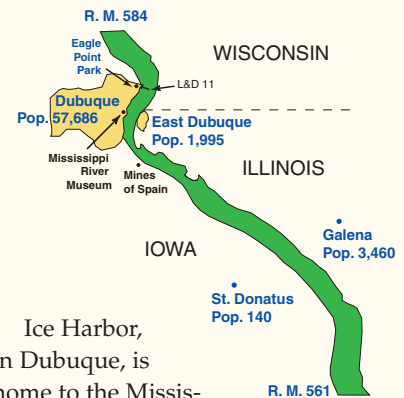 R. M. 584
Eagle
Point
Park
WISCONSIN
L&D 11
Dubuque
Pop. 57,686
East Dubuque
Pop. 1,995
Mississippi
River
Museum
Mines
of Spain
ILLINOIS
IOWA
Galena
Pop. 3,460
St. Donatus
Pop. 140
Ice Harbor,
n Dubuque, is
home to the Missis-
R. M. 561